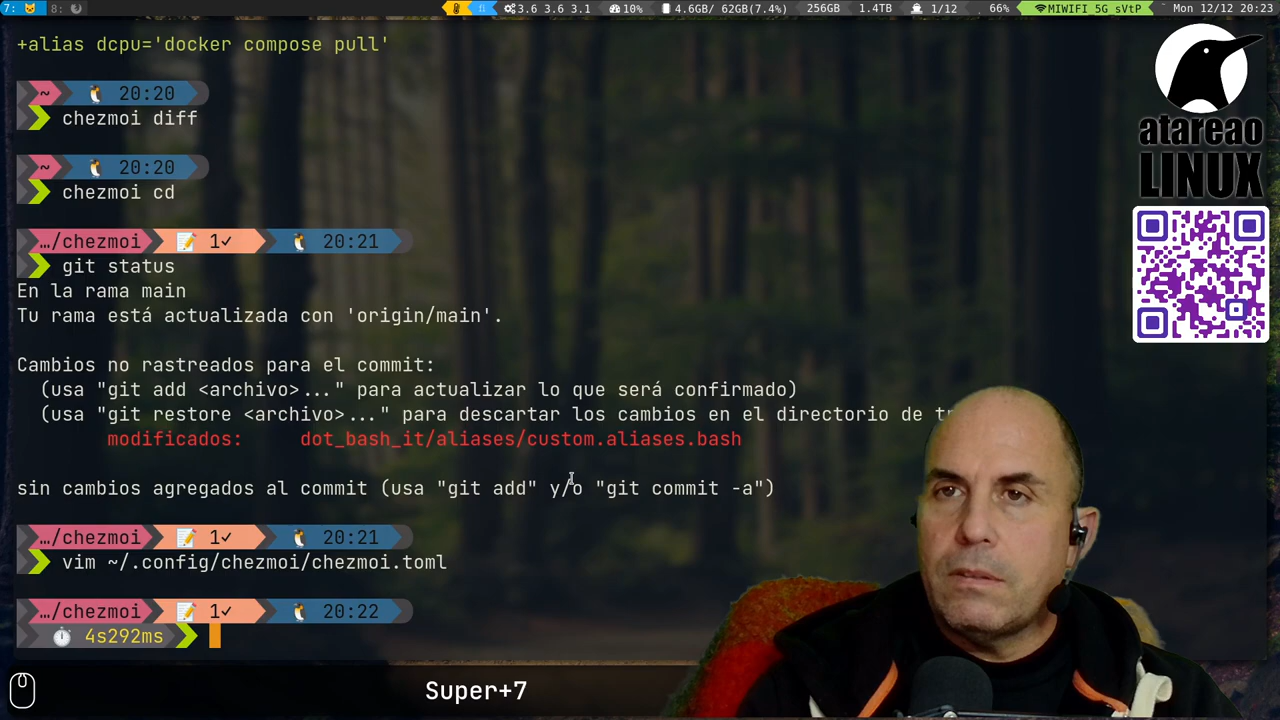 7: 8: 3.6 3.6 3.1 10% 4.6GB/ 62GB(7.4%) 256GB 1.4TB 1/12 66% MIWIFI_5G_sVtP Mon 12/12 20:23
+alias dcpu='docker compose pull'
~ 20:20
chezmoi diff
~ 20:20
chezmoi cd
…/chezmoi 1✓ 20:21
git status
En la rama main
Tu rama está actualizada con 'origin/main'.
Cambios no rastreados para el commit:
(usa "git add <archivo>..." para actualizar lo que será confirmado)
(usa "git restore <archivo>..." para descartar los cambios en el directorio de
modificados: dot_bash_it/aliases/custom.aliases.bash
sin cambios agregados al commit (usa "git add" y/o "git commit -a")
…/chezmoi 1✓ 20:21
vim ~/.config/chezmoi/chezmoi.toml
…/chezmoi 1✓ 20:22
4s292ms
atareao
LINUX
Super+7